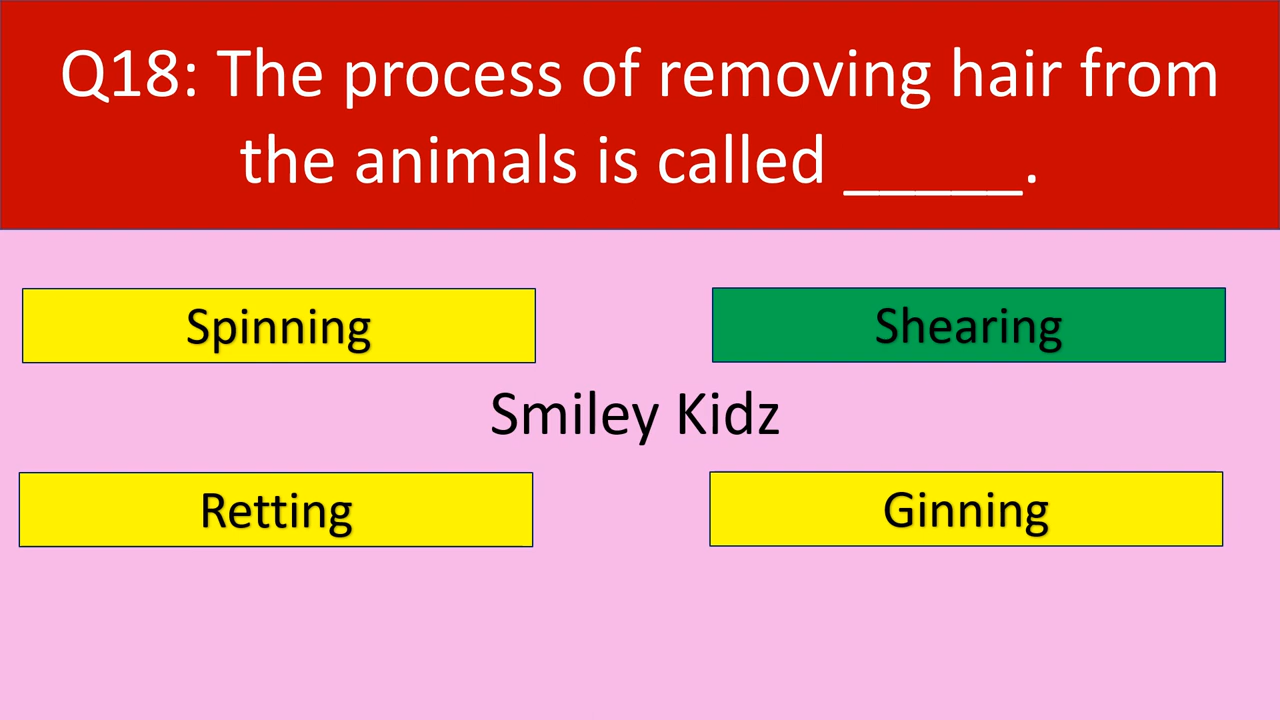 Q18: The process of removing hair from
the animals is called _____.
Spinning
Shearing
Smiley Kidz
Retting
Ginning